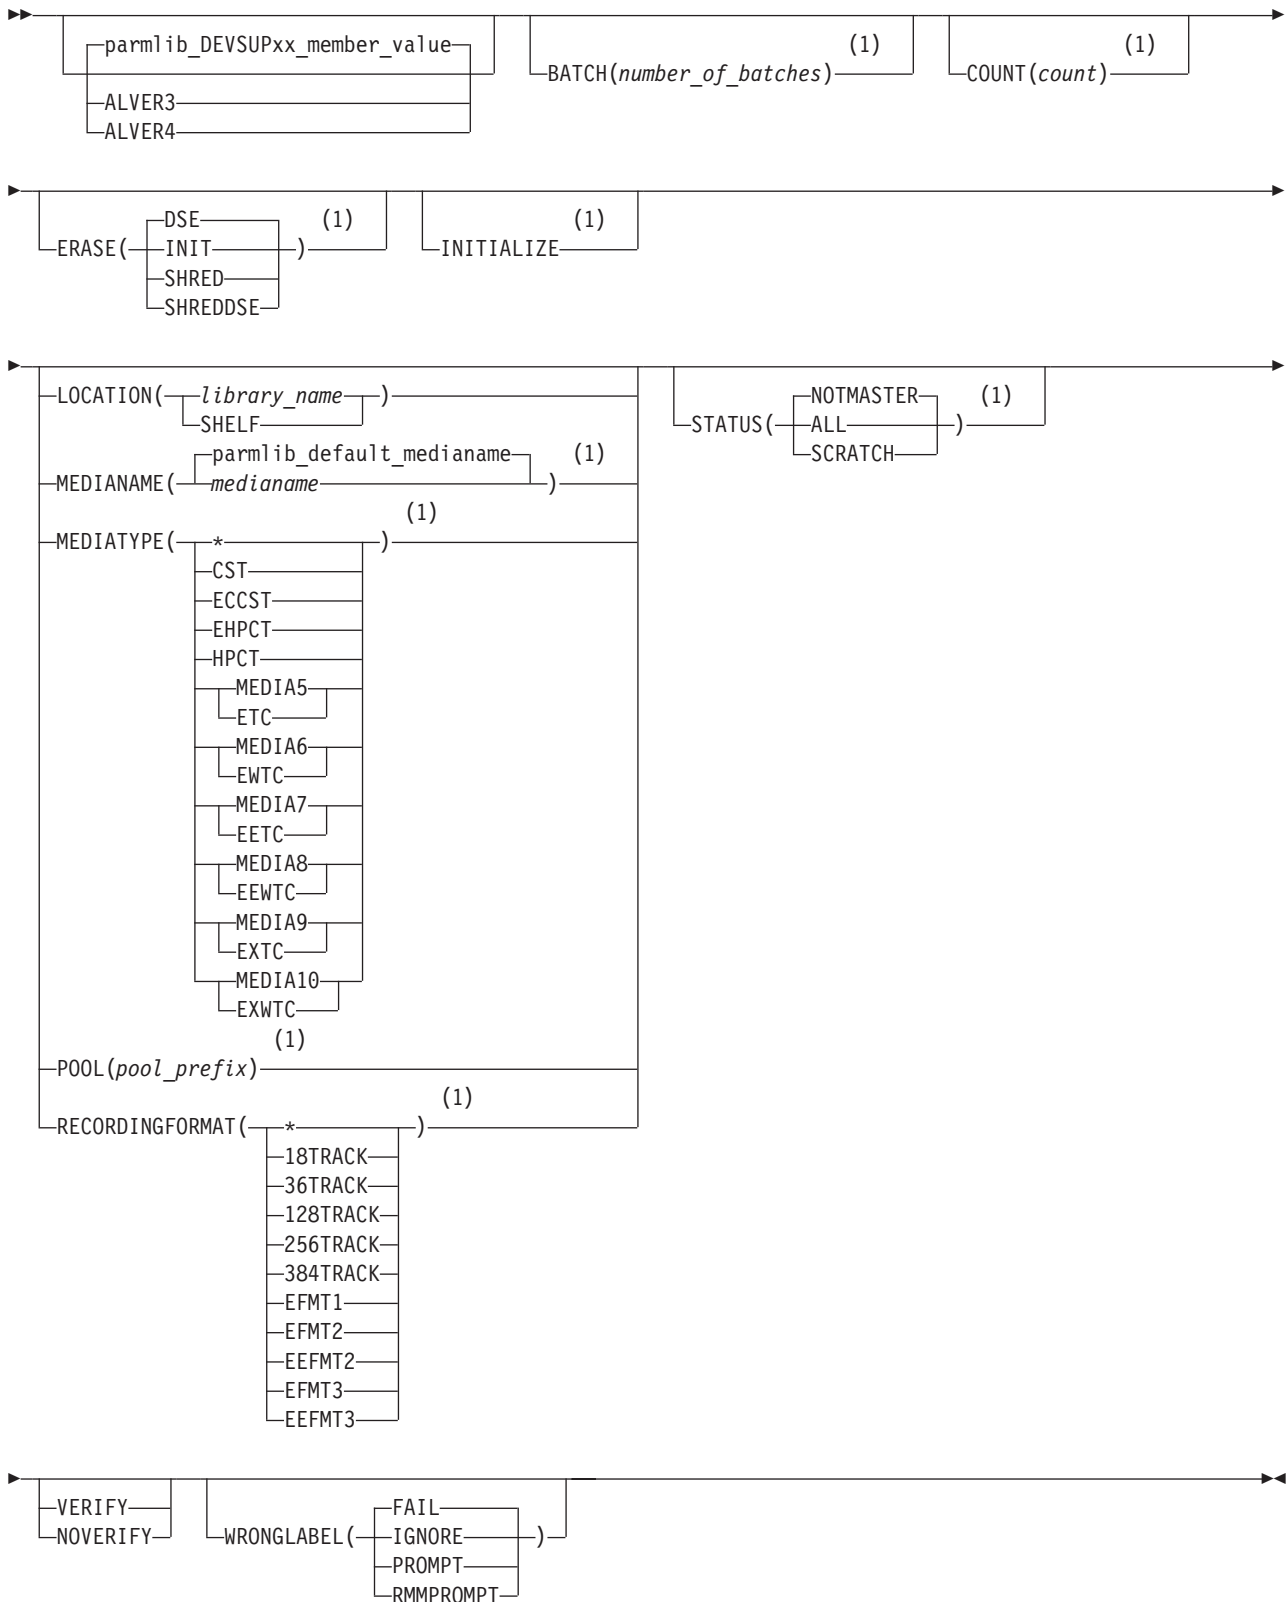 parmlib_DEVSUPxx_member_value
ALVER3
ALVER4
BATCH(number_of_batches) (1)
COUNT(count) (1)
ERASE( DSE ) (1)
INIT
SHRED
SHREDDSE
INITIALIZE (1)
LOCATION( library_name )
SHELF
MEDIANAME( parmlib_default_medianame ) (1)
medianame
MEDIATYPE( * ) (1)
CST
ECCST
EHPCT
HPCT
MEDIA5
ETC
MEDIA6
EWTC
MEDIA7
EETC
MEDIA8
EEWTC
MEDIA9
EXTC
MEDIA10
EXWTC
POOL(pool_prefix) (1)
RECORDINGFORMAT( * ) (1)
18TRACK
36TRACK
128TRACK
256TRACK
384TRACK
EFMT1
EFMT2
EEFMT2
EFMT3
EEFMT3
STATUS( NOTMASTER ) (1)
ALL
SCRATCH
VERIFY
NOVERIFY
WRONGLABEL( FAIL )
IGNORE
PROMPT
RMMPROMPT